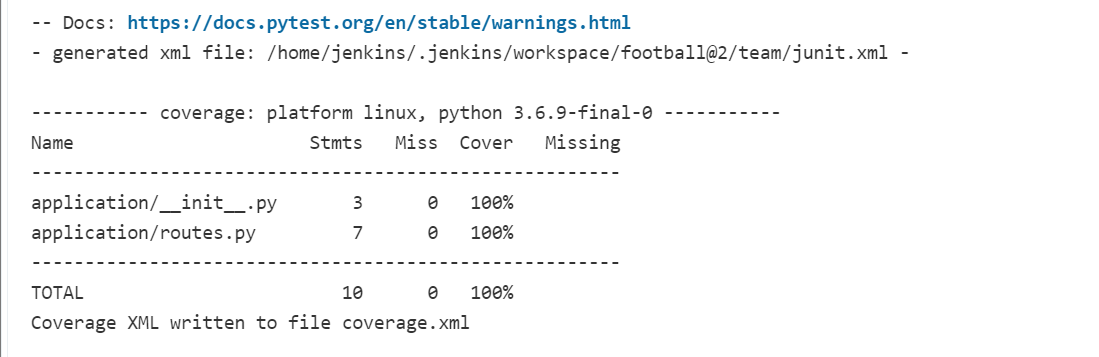 -- Docs: https://docs.pytest.org/en/stable/warnings.html
- generated xml file: /home/jenkins/.jenkins/workspace/football@2/team/junit.xml -
----------- coverage: platform linux, python 3.6.9-final-0 -----------
Name                      Stmts   Miss  Cover   Missing
-------------------------------------------------------
application/__init__.py       3      0   100%
application/routes.py         7      0   100%
-------------------------------------------------------
TOTAL                        10      0   100%
Coverage XML written to file coverage.xml